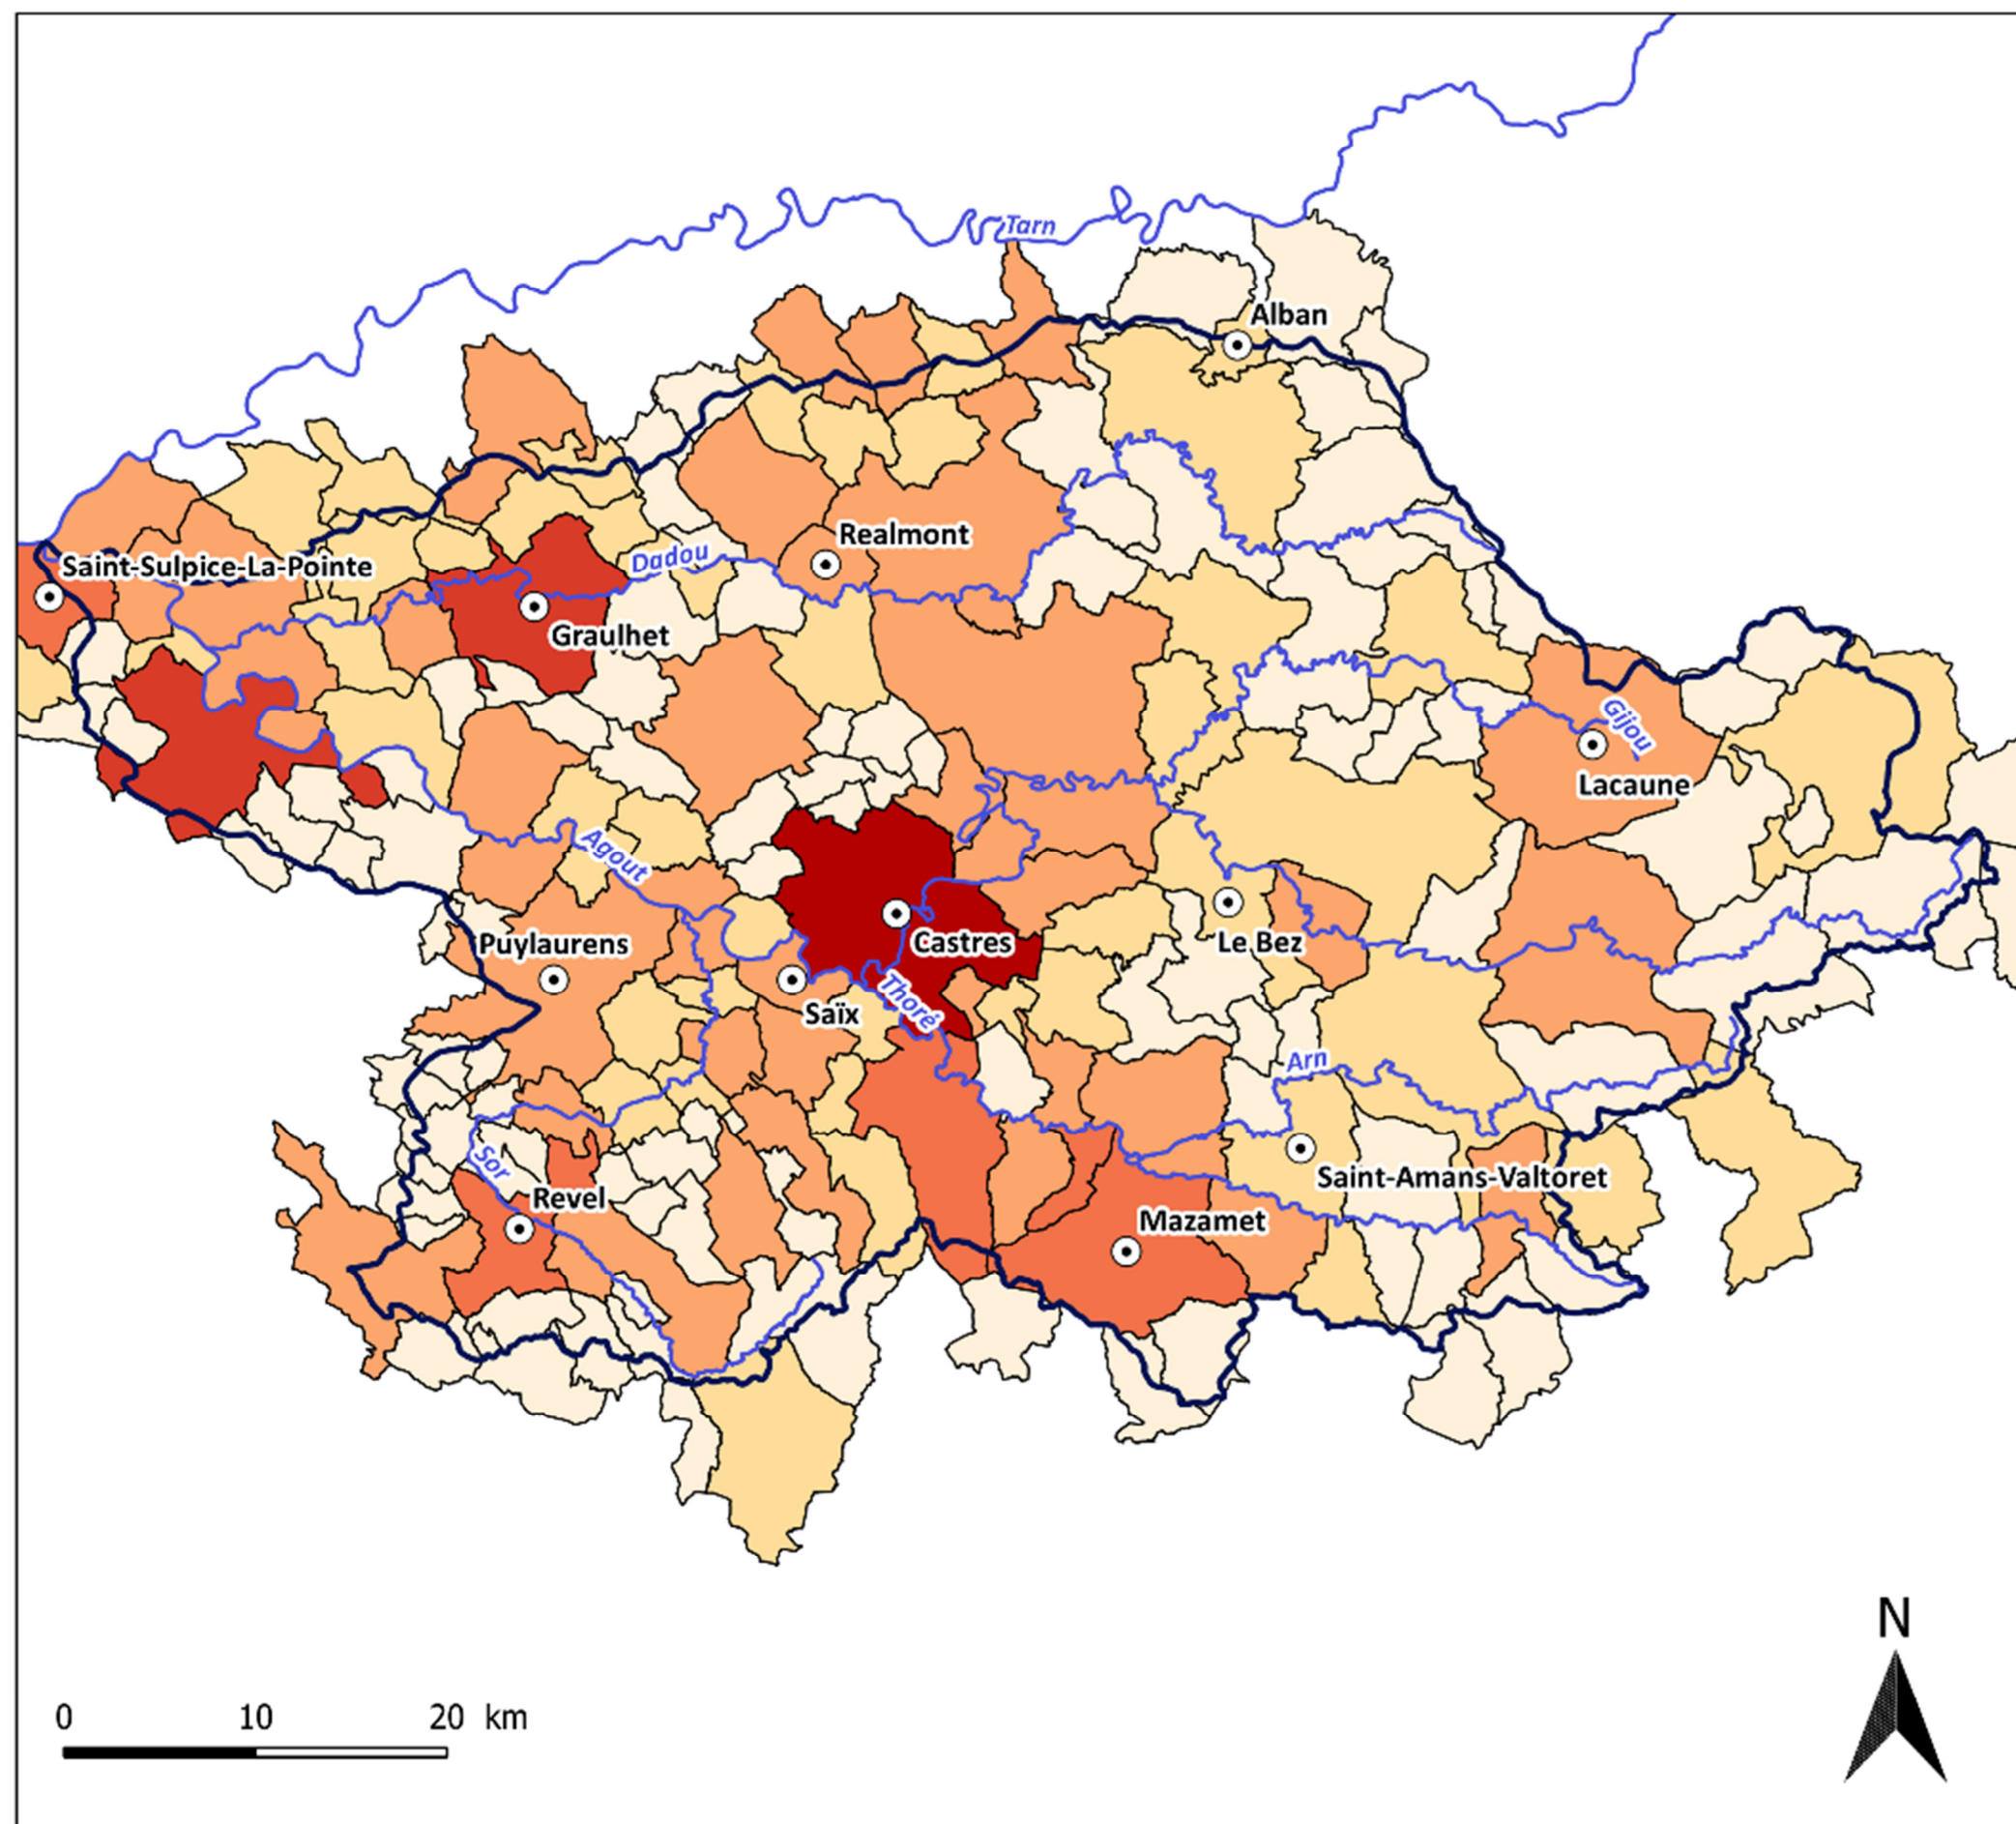 Tarn
Alban
Realmont
Dadou
Saint-Sulpice-La-Pointe
Graulhet
Gijou
Lacaune
Agout
Puylaurens
Castres
Le Bez
Saïx
Thoré
Arn
Sor
Revel
Saint-Amans-Valtoret
Mazamet
N
0 10 20 km